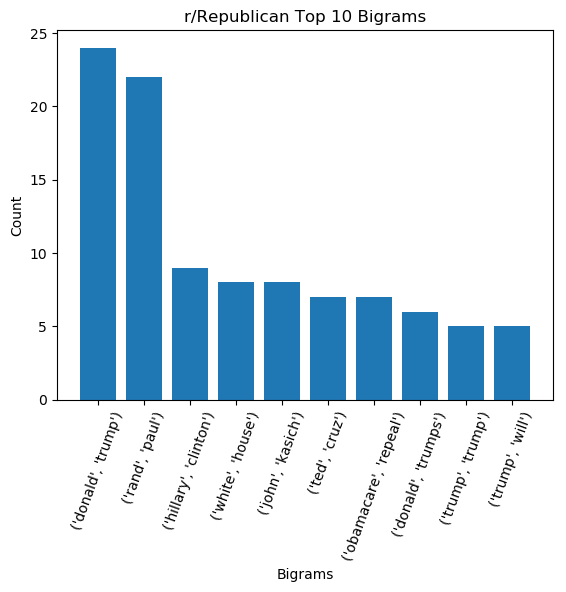 r/Republican Top 10 Bigrams
25
20
15
10
5
0
Count
('donald', 'trump')
('rand', 'paul')
('hillary', 'clinton')
('white', 'house')
('john', 'kasich')
('ted', 'cruz')
('obamacare', 'repeal')
('donald', 'trumps')
('trump', 'trump')
('trump', 'will')
Bigrams